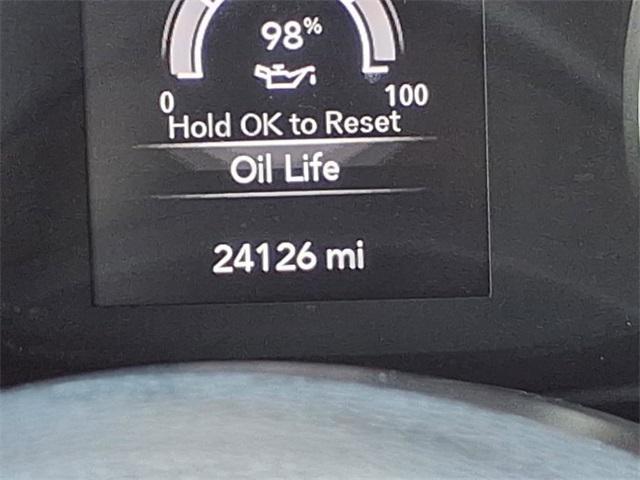 98%
0 100
Hold OK to Reset
Oil Life
24126 mi